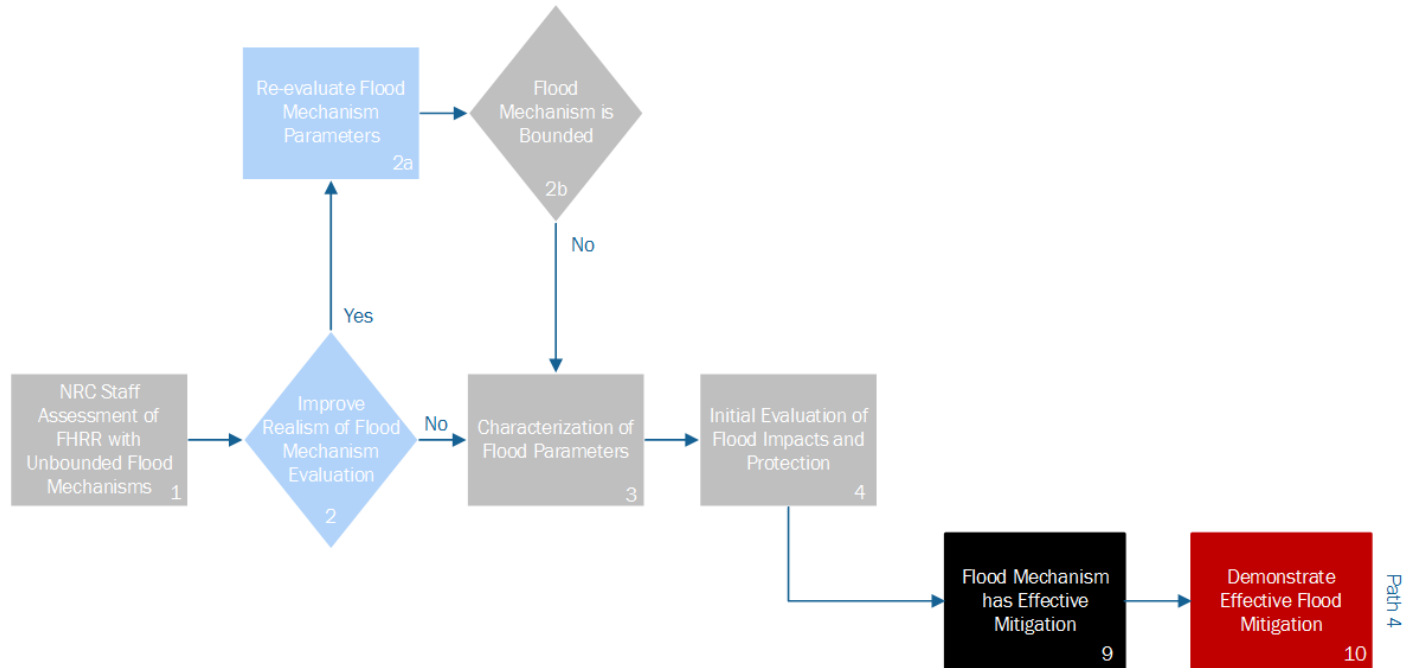 Re-evaluate Flood
Mechanism
Parameters
2a
Flood
Mechanism is
Bounded
2b
No
Yes
NRC Staff
Assessment of
FHRR with
Unbounded Flood
Mechanisms
1
Improve
Realism of Flood
Mechanism
Evaluation
2
No
Characterization of
Flood Parameters
3
Initial Evaluation of
Flood Impacts and
Protection
4
Flood Mechanism
has Effective
Mitigation
9
Demonstrate
Effective Flood
Mitigation
10
Path 4